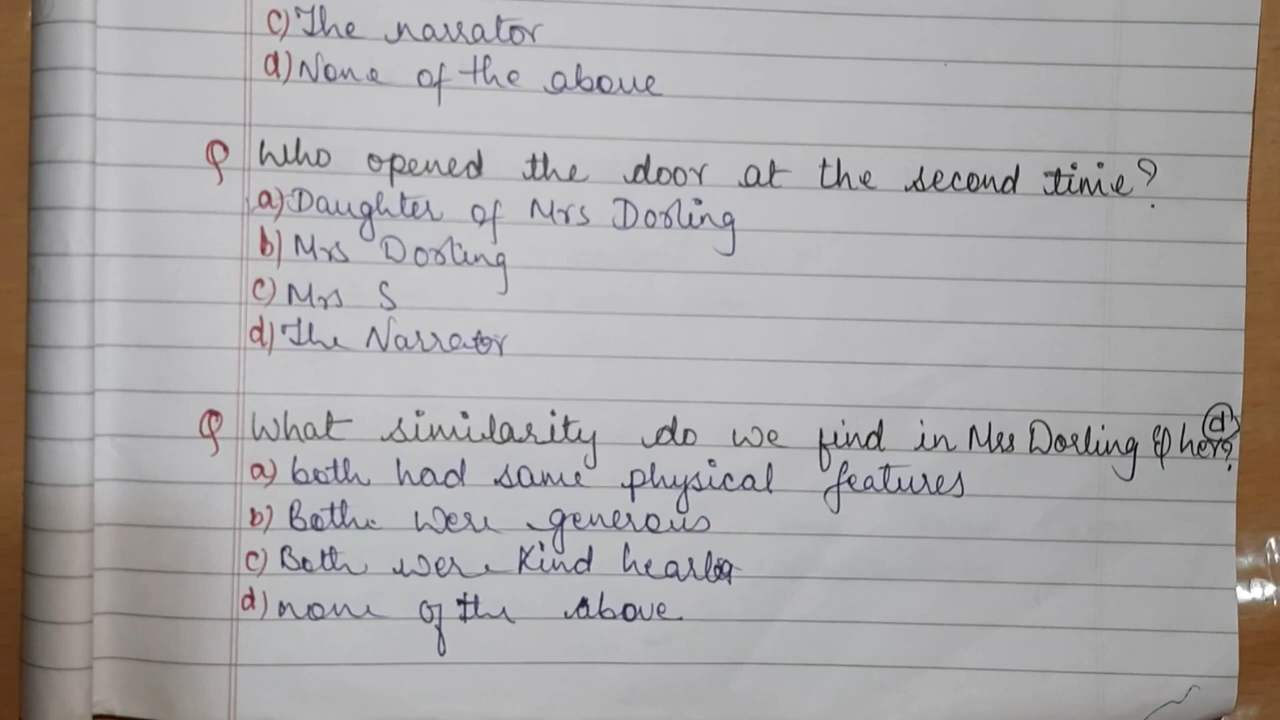 c) The narrator
d) None of the above
Q Who opened the door at the second time?
a) Daughter of Mrs Dorling
b) Mrs Dorling
c) Mrs S
d) The Narrator
Q What similarity do we find in Mrs Dorling & her d?
a) both had same physical features
b) Both were generous
c) Both were kind
d) none of the above